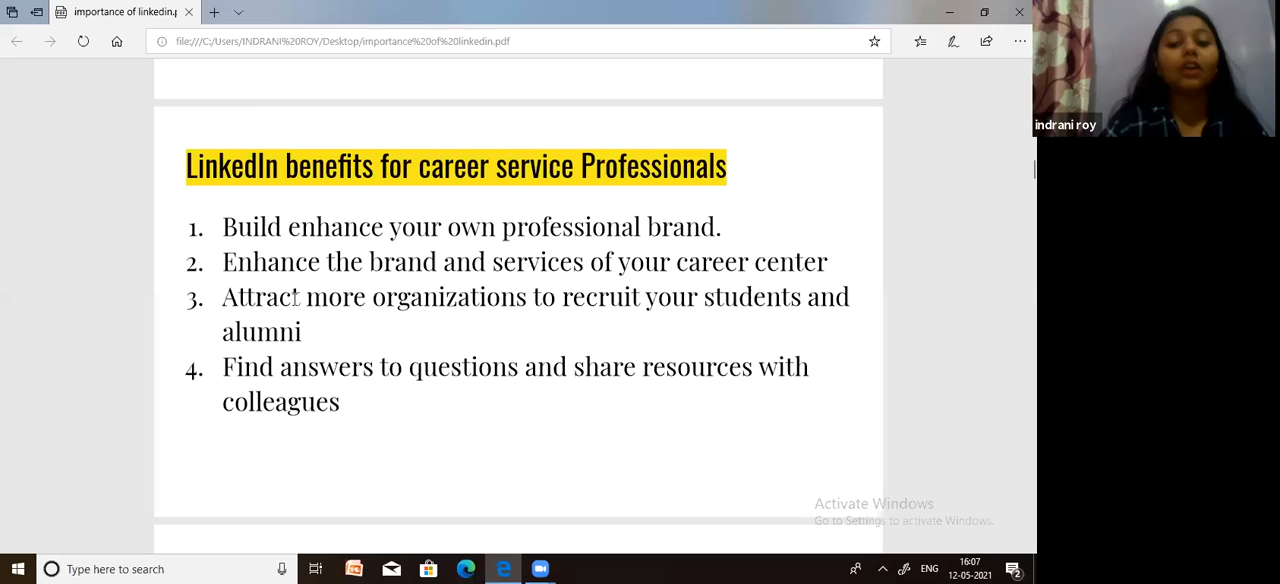 importance of linkedin.p
file:///C:/Users/INDRANI%20ROY/Desktop/importance%20of%20linkedin.pdf
indrani roy
LinkedIn benefits for career service Professionals
1. Build enhance your own professional brand.
2. Enhance the brand and services of your career center
3. Attract more organizations to recruit your students and
alumni
4. Find answers to questions and share resources with
colleagues
Activate Windows
Go to Settings to activate Windows.
Type here to search
ENG
16:07
12-05-2021
2